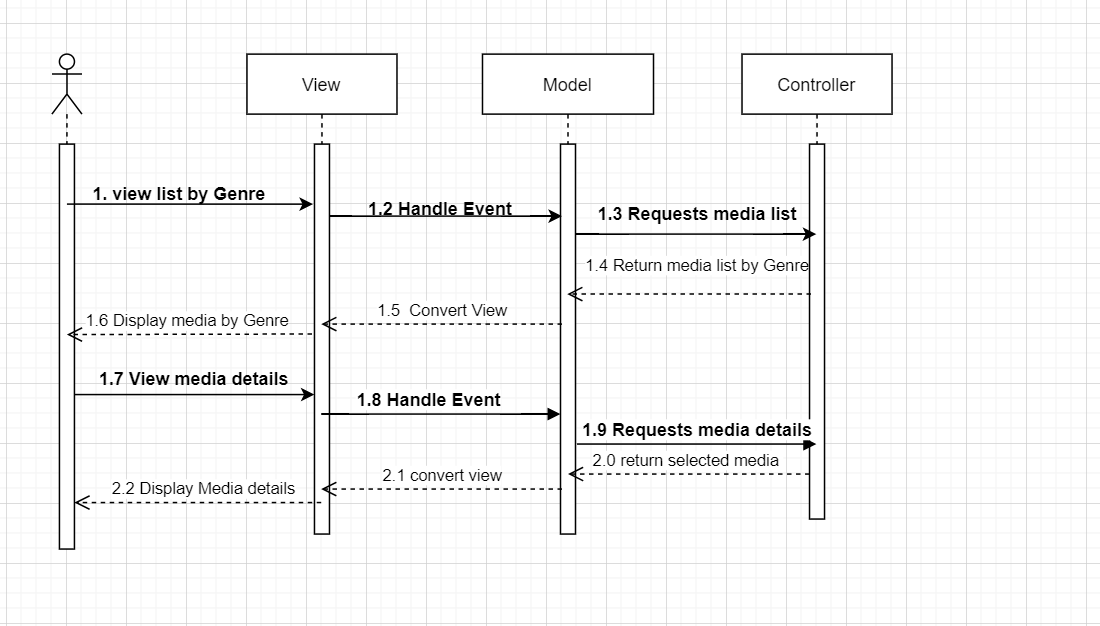 View
Model
Controller
1. view list by Genre
1.2 Handle Event
1.3 Requests media list
1.4 Return media list by Genre
1.5 Convert View
1.6 Display media by Genre
1.7 View media details
1.8 Handle Event
1.9 Requests media details
2.0 return selected media
2.1 convert view
2.2 Display Media details